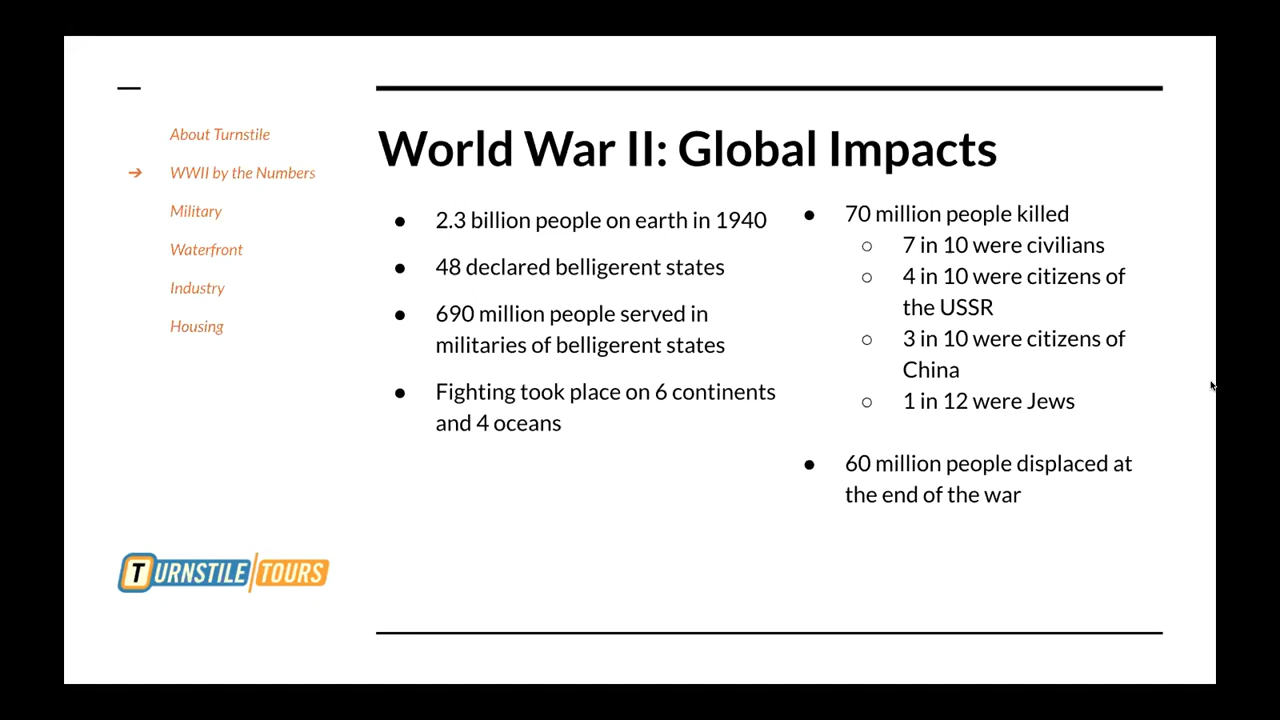 About Turnstile
➔ WWII by the Numbers
Military
Waterfront
Industry
Housing
World War II: Global Impacts
● 2.3 billion people on earth in 1940
● 48 declared belligerent states
● 690 million people served in
militaries of belligerent states
● Fighting took place on 6 continents
and 4 oceans
● 70 million people killed
○ 7 in 10 were civilians
○ 4 in 10 were citizens of
the USSR
○ 3 in 10 were citizens of
China
○ 1 in 12 were Jews
● 60 million people displaced at
the end of the war
TURNSTILE TOURS